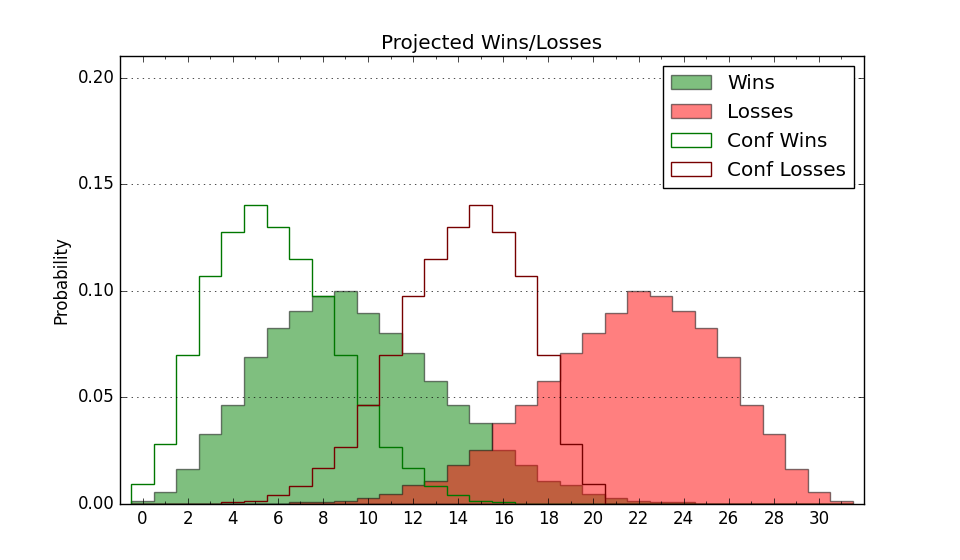 Projected Wins/Losses
0.20
0.15
0.10
0.05
0.00
Probability
Wins
Losses
Conf Wins
Conf Losses
0 2 4 6 8 10 12 14 16 18 20 22 24 26 28 30